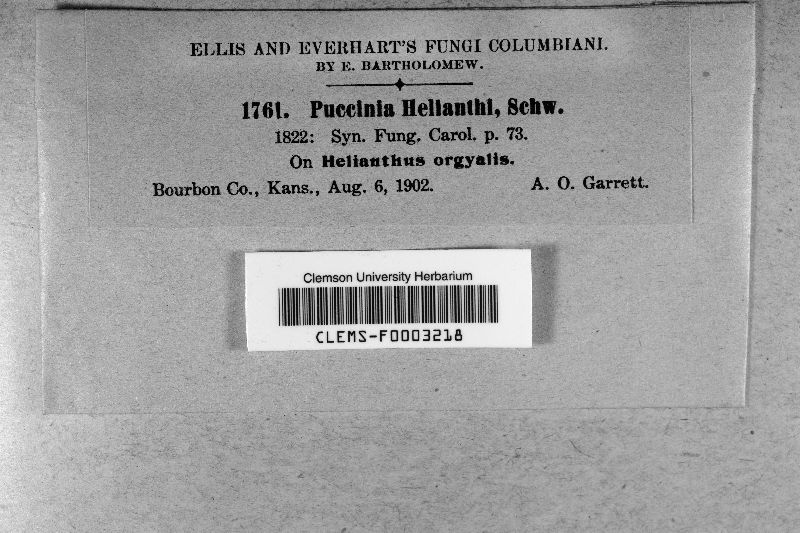 ELLIS AND EVERHART'S FUNGI COLUMBIANI.
BY E. BARTHOLOMEW.
1761. Puccinia Helianthi, Schw.
1822: Syn. Fung. Carol. p. 73.
On Helianthus orgyalis.
Bourbon Co., Kans., Aug. 6, 1902. A. O. Garrett.
Clemson University Herbarium
CLEMS-F0003218